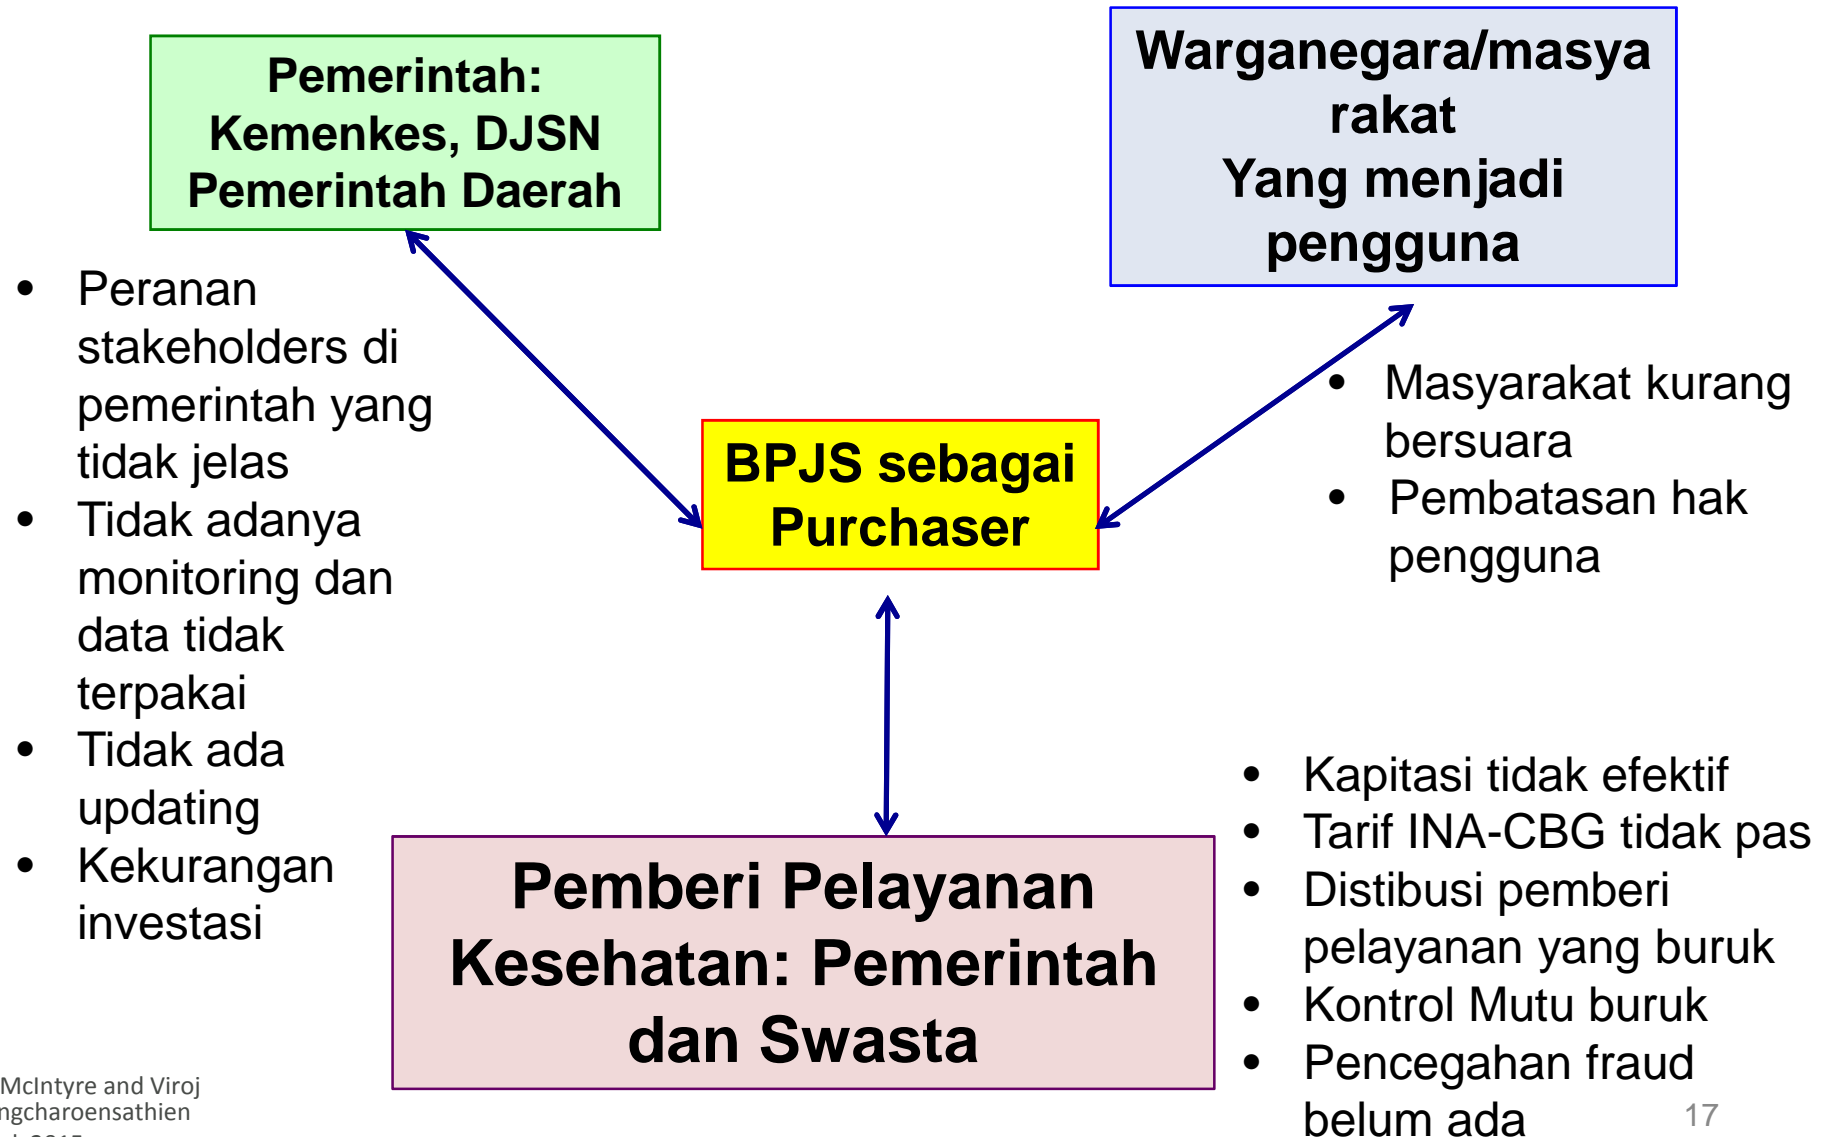 Pemerintah:
Kemenkes, DJSN
Pemerintah Daerah
Warganegara/masya
rakat
Yang menjadi
pengguna
• Peranan
stakeholders di
pemerintah yang
tidak jelas
• Tidak adanya
monitoring dan
data tidak
terpakai
• Tidak ada
updating
• Kekurangan
investasi
BPJS sebagai
Purchaser
• Masyarakat kurang
bersuara
• Pembatasan hak
pengguna
Pemberi Pelayanan
Kesehatan: Pemerintah
dan Swasta
• Kapitasi tidak efektif
• Tarif INA-CBG tidak pas
• Distibusi pemberi
pelayanan yang buruk
• Kontrol Mutu buruk
• Pencegahan fraud
belum ada
McIntyre and Viroj
ngcharoensathien
17